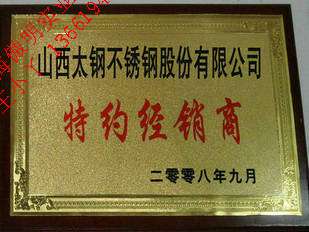 山西太钢不锈钢股份有限公司
特约经销商
二零零八年九月